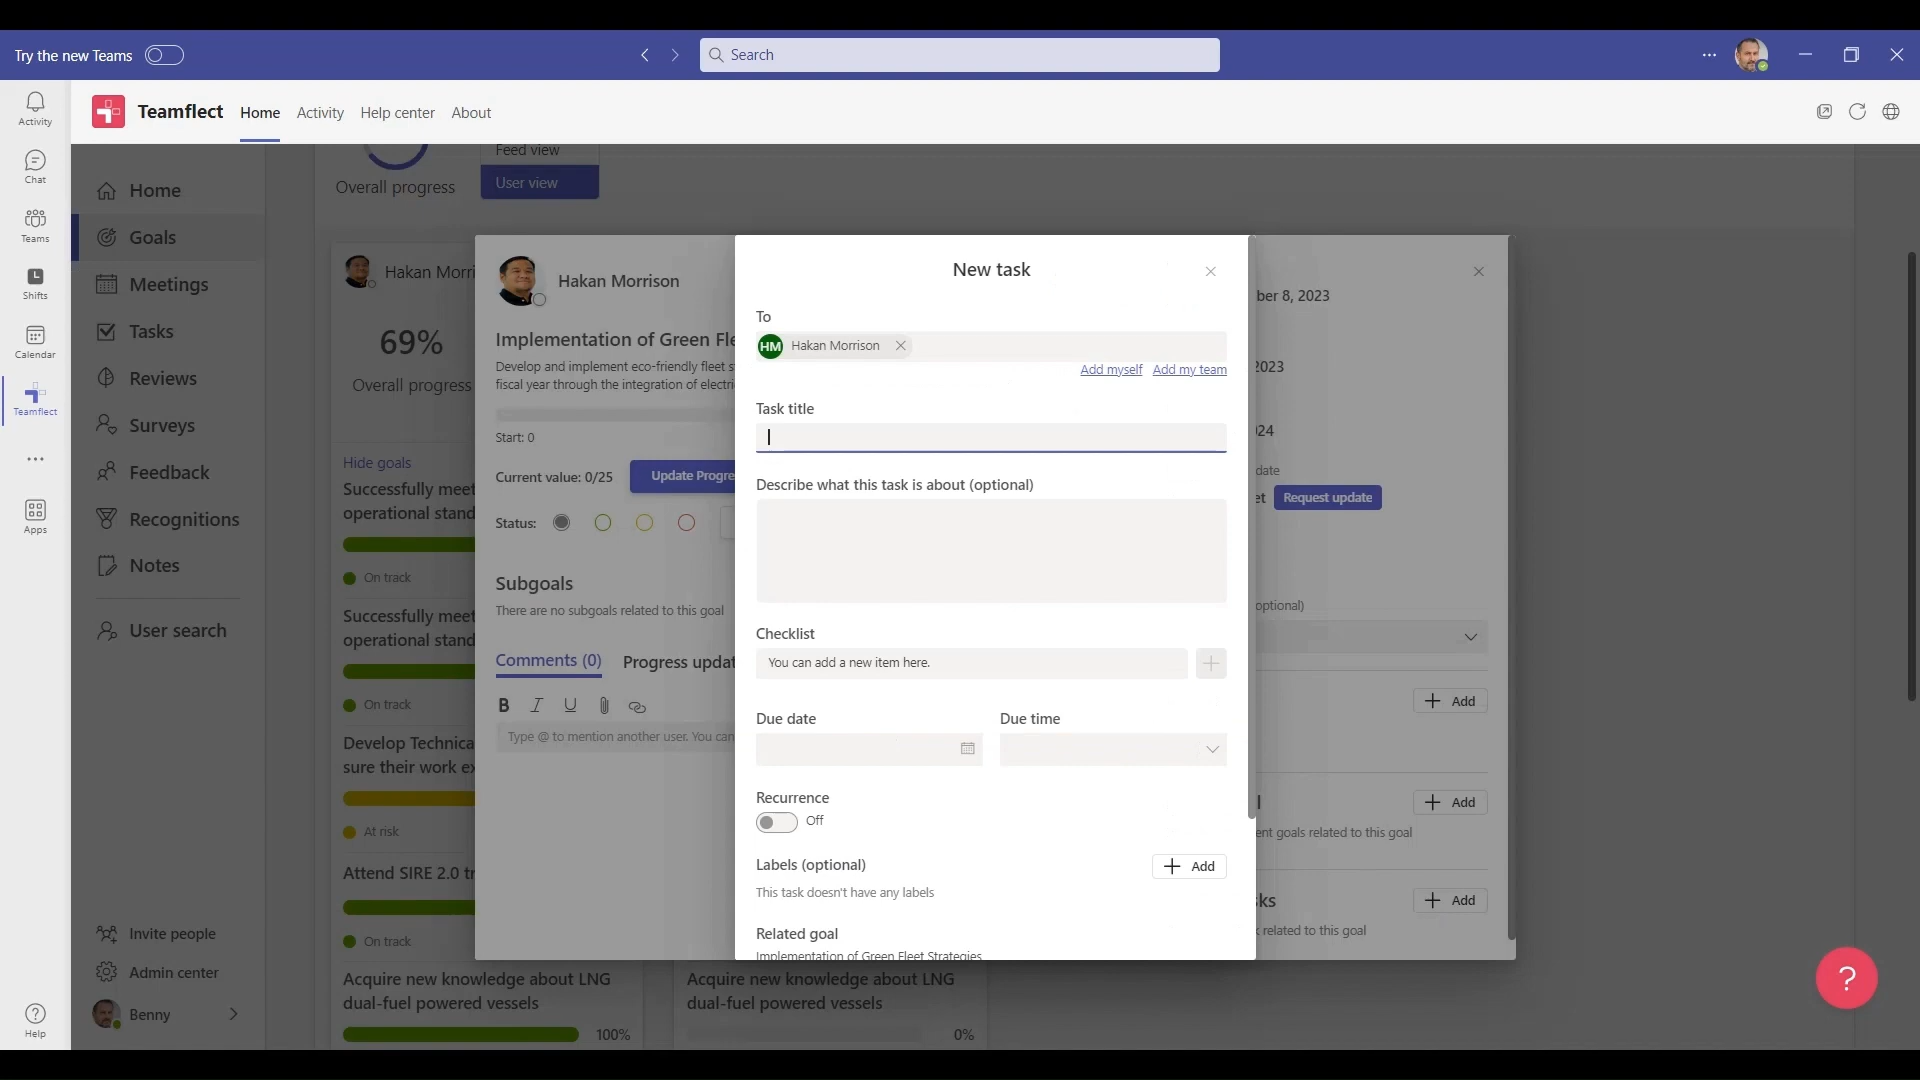 Try the new Teams
Search
Activity
Chat
Teams
Shifts
Calendar
Teamflect
Apps
Help
Teamflect
Home
Activity
Help center
About
Home
Goals
Meetings
Tasks
Reviews
Surveys
Feedback
Recognitions
Notes
User search
Invite people
Admin center
Benny
Overall progress
Feed view
User view
Hakan Morri
69%
Overall progress
Hide goals
Successfully meet
operational stand
On track
Successfully meet
operational stand
On track
Develop Technica
sure their work ex
At risk
Attend SIRE 2.0 tr
On track
Acquire new knowledge about LNG
dual-fuel powered vessels
100%
Acquire new knowledge about LNG
dual-fuel powered vessels
0%
Hakan Morrison
Implementation of Green Fle
Develop and implement eco-friendly fleet s
fiscal year through the integration of electri
Start: 0
Current value: 0/25
Update Progre
Status:
Subgoals
There are no subgoals related to this goal
Comments (0)
Progress updat
B I U
Type @ to mention another user. You can
New task
To
HM
Hakan Morrison
Add myself
Add my team
Task title
Describe what this task is about (optional)
Checklist
You can add a new item here.
Due date
Due time
Recurrence
Off
Labels (optional)
Add
This task doesn't have any labels
Related goal
Implementation of Green Fleet Strategies
ber 8, 2023
2023
24
date
et
Request update
optional)
Add
l
Add
ent goals related to this goal
sks
Add
k related to this goal
?